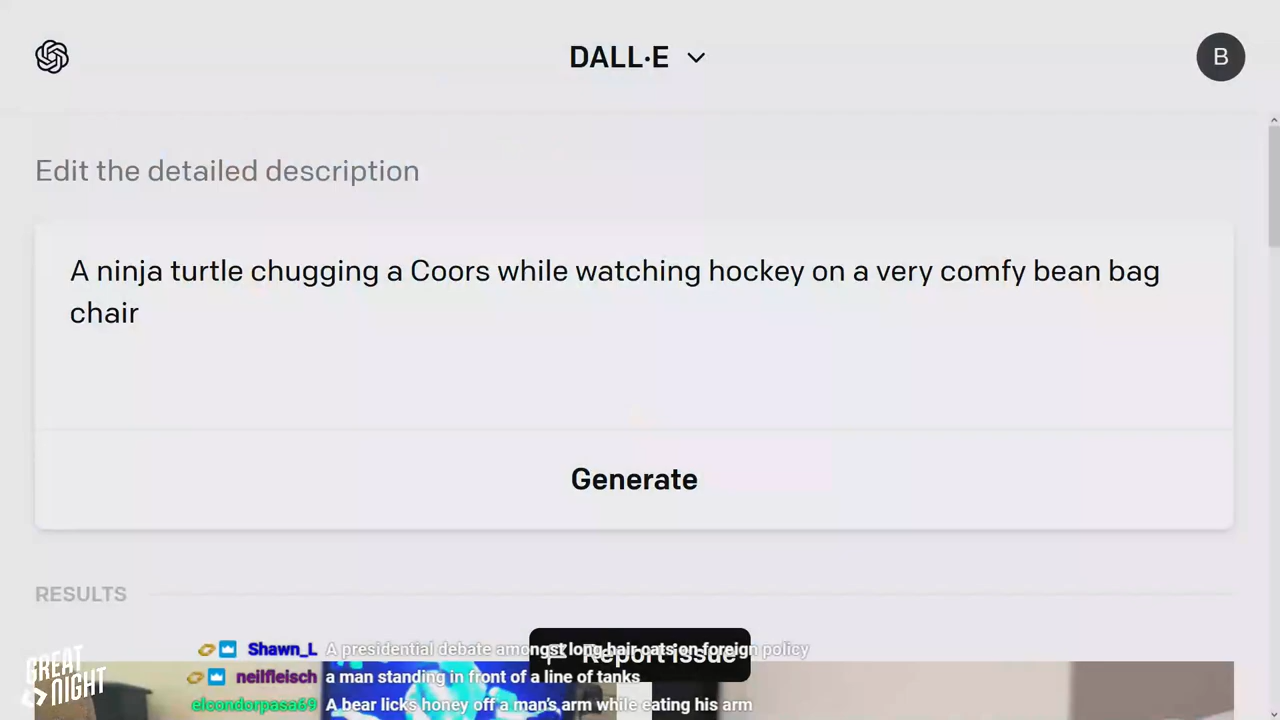 DALL·E
B
Edit the detailed description
A ninja turtle chugging a Coors while watching hockey on a very comfy bean bag
chair
Generate
RESULTS
Report issue
Shawn_L A presidential debate amongst long hair cats on foreign policy
neilfleisch a man standing in front of a line of tanks
elcondorpasa69 A bear licks honey off a man's arm while eating his arm
GREAT
NIGHT